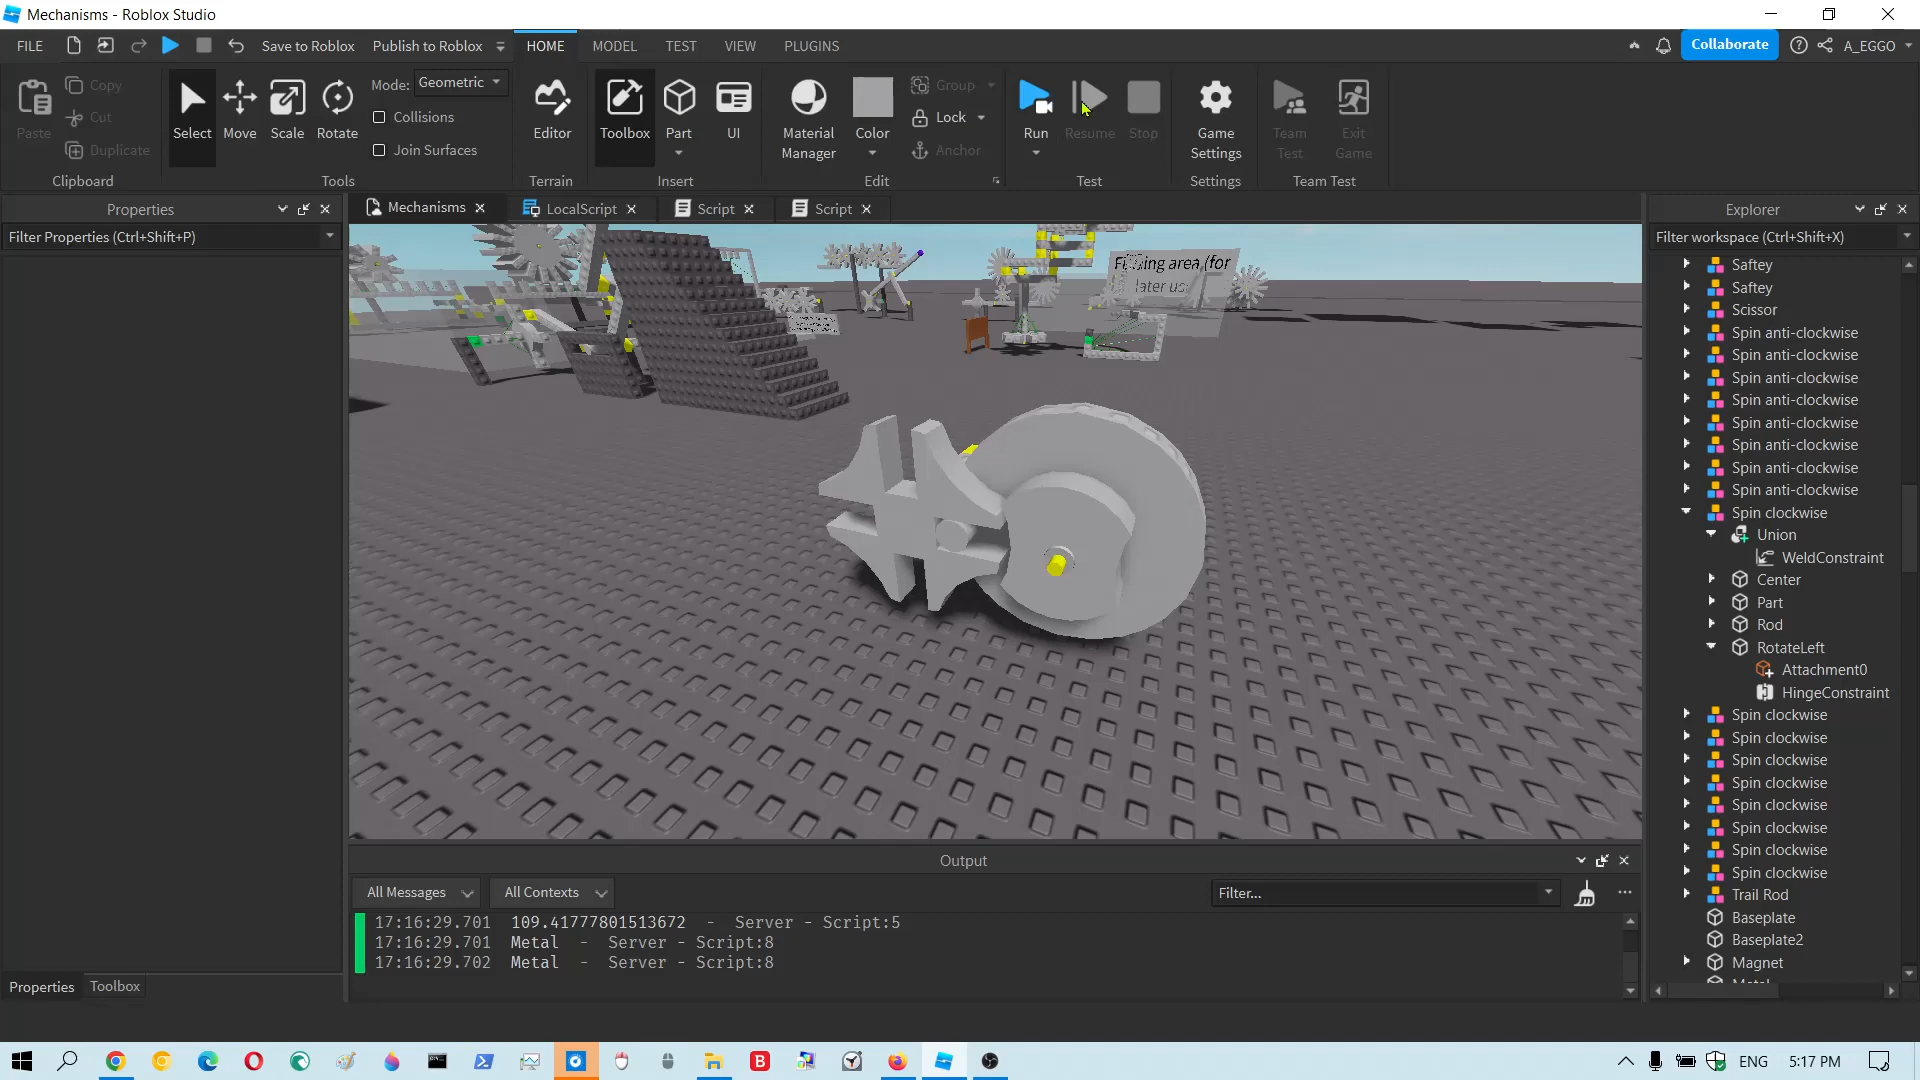 Mechanisms - Roblox Studio
FILE
Save to Roblox
Publish to Roblox
HOME
MODEL
TEST
VIEW
PLUGINS
Collaborate
A_EGGO
Paste
Copy
Cut
Duplicate
Clipboard
Select
Move
Scale
Rotate
Mode: Geometric
Collisions
Join Surfaces
Tools
Editor
Terrain
Toolbox
Part
UI
Insert
Material
Manager
Color
Group
Lock
Anchor
Edit
Run
Resume
Stop
Test
Game
Settings
Settings
Team
Test
Exit
Game
Team Test
Properties
Filter Properties (Ctrl+Shift+P)
Mechanisms
LocalScript
Script
Script
Explorer
Filter workspace (Ctrl+Shift+X)
area (for
later
Saftey
Saftey
Scissor
Spin anti-clockwise
Spin anti-clockwise
Spin anti-clockwise
Spin anti-clockwise
Spin anti-clockwise
Spin anti-clockwise
Spin anti-clockwise
Spin anti-clockwise
Spin clockwise
Union
WeldConstraint
Center
Part
Rod
RotateLeft
Attachment0
HingeConstraint
Spin clockwise
Spin clockwise
Spin clockwise
Spin clockwise
Spin clockwise
Spin clockwise
Spin clockwise
Spin clockwise
Trail Rod
Baseplate
Baseplate2
Magnet
Output
All Messages
All Contexts
Filter...
17:16:29.701 109.41777801513672 - Server - Script:5
17:16:29.701 Metal - Server - Script:8
17:16:29.702 Metal - Server - Script:8
Properties
Toolbox
B
ENG
5:17 PM